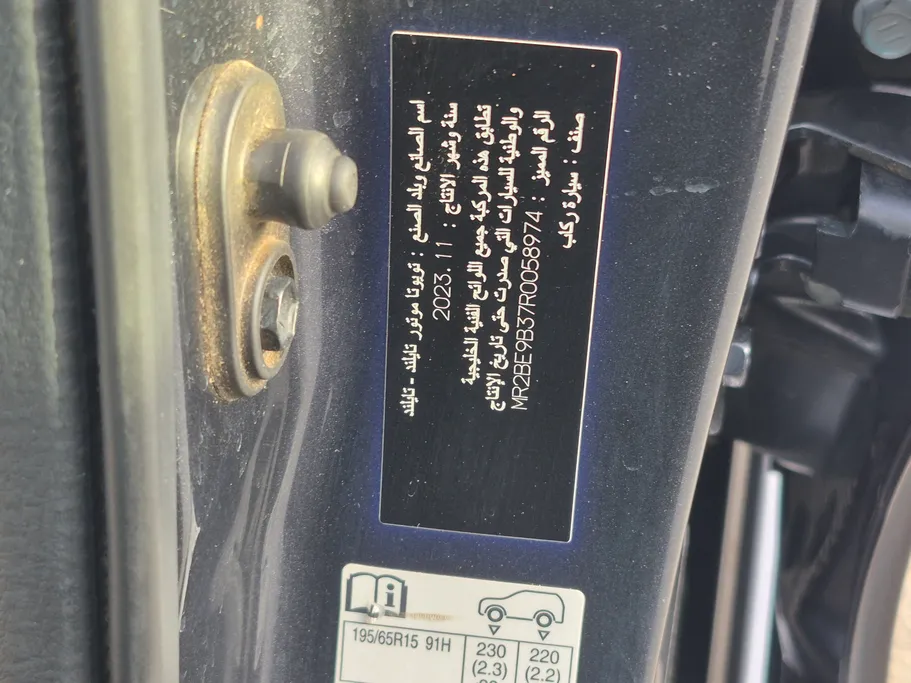 اسم الصانع وبلد الصنع : تويوتا موتور تايلند - تايلند
سنة وشهر الانتاج : 2023.11
تطابق هذه المركبة جميع اللوائح الفنية الخليجية
والوطنية للسيارات التي صدرت حتى تاريخ الإنتاج
الرقم المميز : MR2BE9B37R0058974
صنف : سيارة ركاب
i
195/65R15 91H
230 220
(2.3) (2.2)